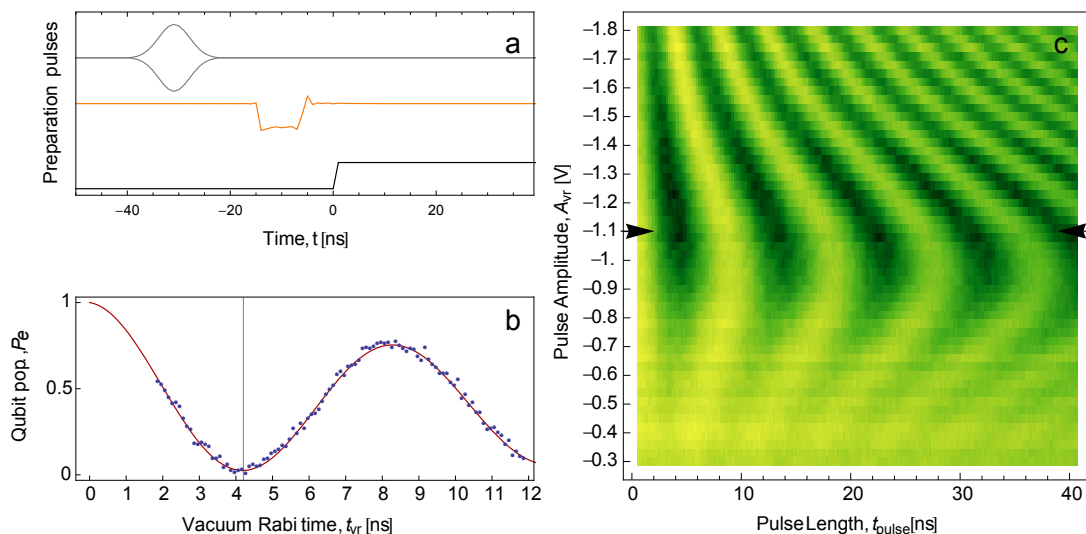 a
Preparation pulses
−40 −20 0 20
Time, t [ns]
b
Qubit pop., Pe
1
0.5
0
0 1 2 3 4 5 6 7 8 9 10 11 12
Vacuum Rabi time, tvr [ns]
c
Pulse Amplitude, Avr [V]
−1.8
−1.7
−1.6
−1.5
−1.4
−1.3
−1.2
−1.1
−1.
−0.9
−0.8
−0.7
−0.6
−0.5
−0.4
−0.3
0 10 20 30 40
Pulse Length, tpulse[ns]